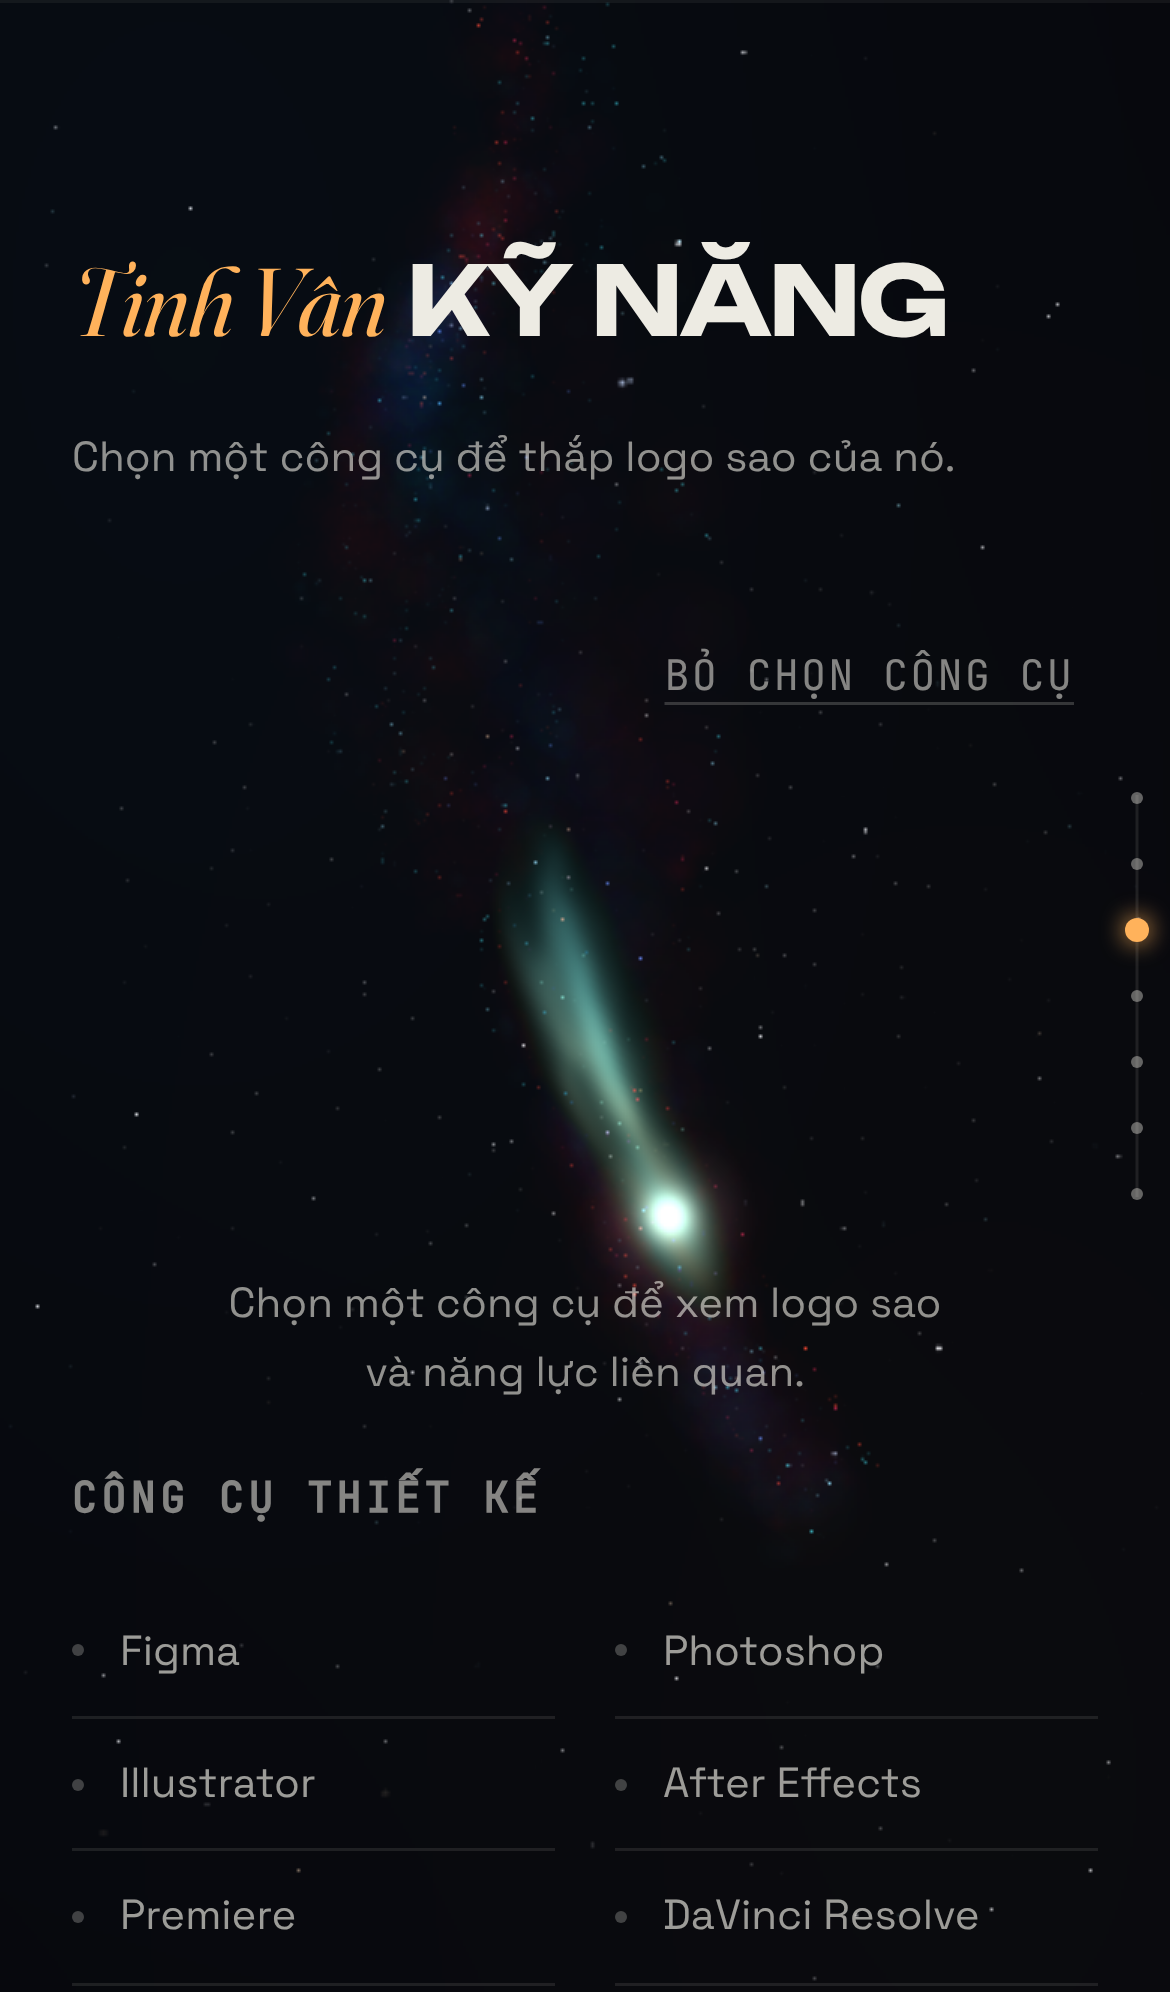 Tinh Vân KỸ NĂNG
Chọn một công cụ để thắp logo sao của nó.
BỎ CHỌN CÔNG CỤ
Chọn một công cụ để xem logo sao
và năng lực liên quan.
CÔNG CỤ THIẾT KẾ
Figma
Photoshop
Illustrator
After Effects
Premiere
DaVinci Resolve